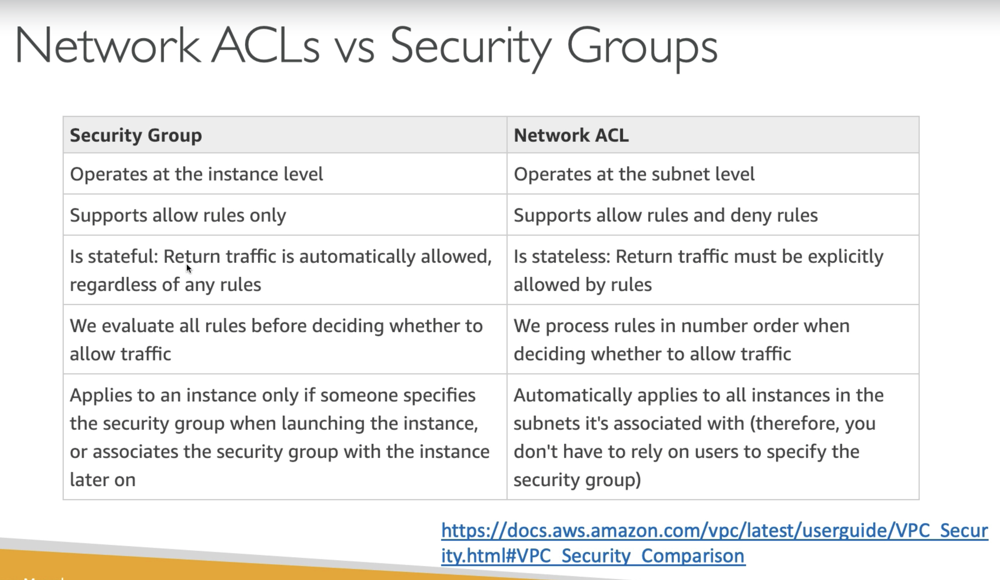 Network ACLs vs Security Groups
Security Group
Network ACL
Operates at the instance level
Operates at the subnet level
Supports allow rules only
Supports allow rules and deny rules
Is stateful: Return traffic is automatically allowed,
regardless of any rules
Is stateless: Return traffic must be explicitly
allowed by rules
We evaluate all rules before deciding whether to
allow traffic
We process rules in number order when
deciding whether to allow traffic
Applies to an instance only if someone specifies
the security group when launching the instance,
or associates the security group with the instance
later on
Automatically applies to all instances in the
subnets it's associated with (therefore, you
don't have to rely on users to specify the
security group)
https://docs.aws.amazon.com/vpc/latest/userguide/VPC_Secur
ity.html#VPC_Security_Comparison